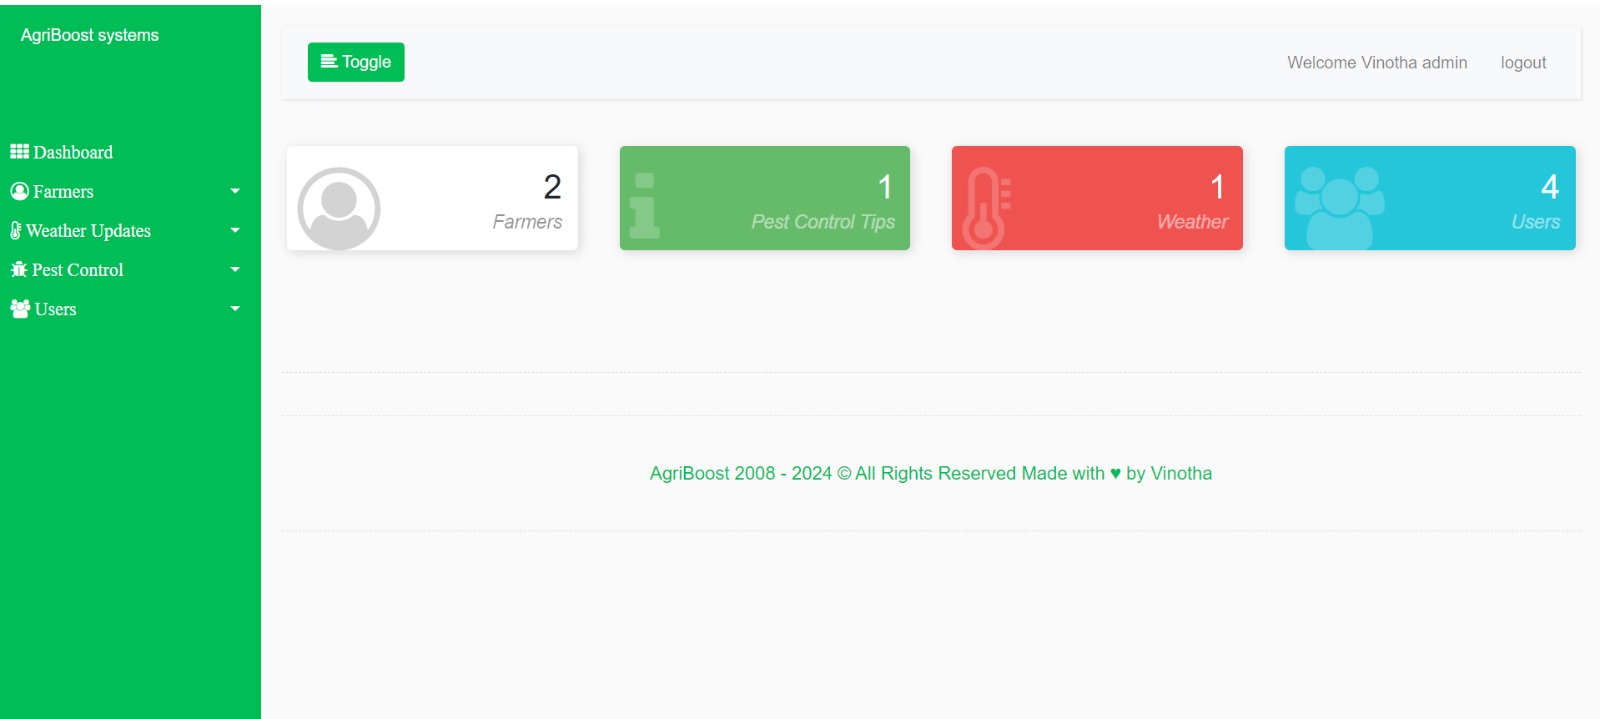 AgriBoost systems
Toggle
Welcome Vinotha admin
logout
Dashboard
Farmers
Weather Updates
Pest Control
Users
2
Farmers
1
Pest Control Tips
1
Weather
4
Users
AgriBoost 2008 - 2024 © All Rights Reserved Made with ♥ by Vinotha